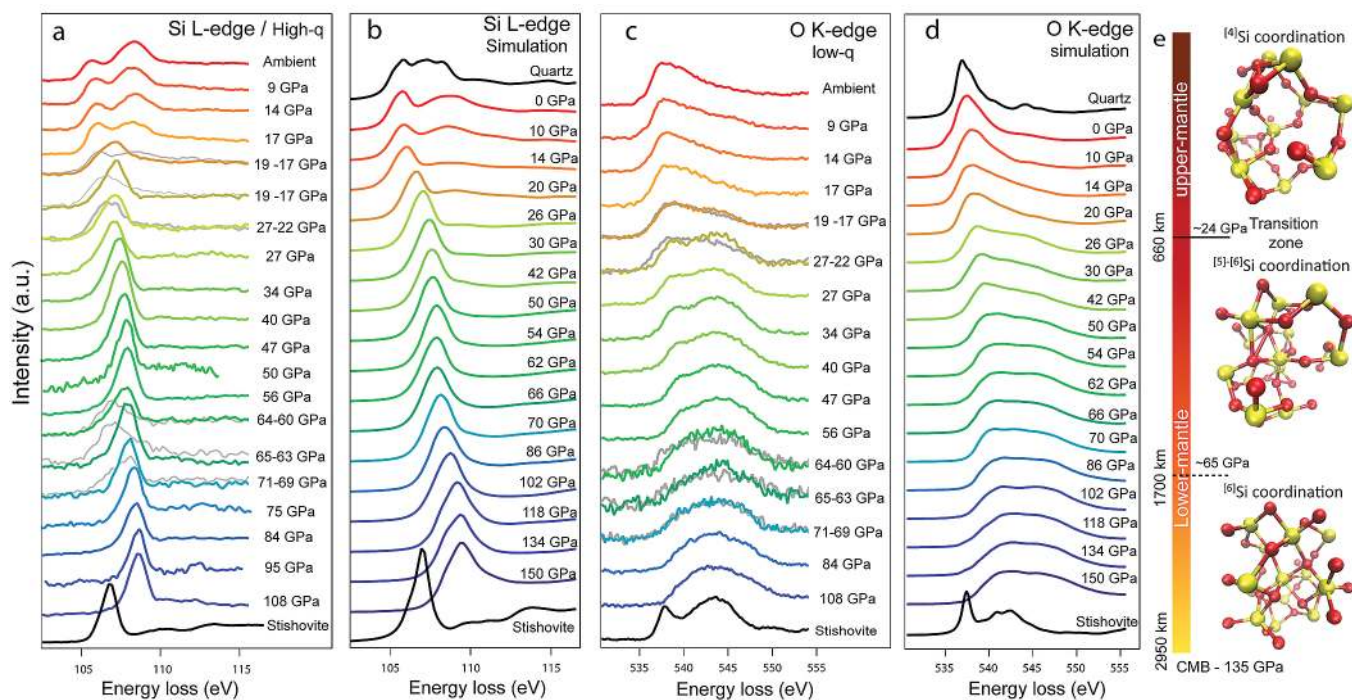 a
Si L-edge / High-q
Ambient
9 GPa
14 GPa
17 GPa
19 -17 GPa
19 -17 GPa
27-22 GPa
27 GPa
34 GPa
40 GPa
47 GPa
50 GPa
56 GPa
64-60 GPa
65-63 GPa
71-69 GPa
75 GPa
84 GPa
95 GPa
108 GPa
Stishovite
105
110
115
Energy loss (eV)
Intensity (a.u.)
b
Si L-edge
Simulation
Quartz
0 GPa
10 GPa
14 GPa
20 GPa
26 GPa
30 GPa
42 GPa
50 GPa
54 GPa
62 GPa
66 GPa
70 GPa
86 GPa
102 GPa
118 GPa
134 GPa
150 GPa
Stishovite
105
110
115
Energy loss (eV)
c
O K-edge
low-q
Ambient
9 GPa
14 GPa
17 GPa
19 -17 GPa
27-22 GPa
27 GPa
34 GPa
40 GPa
47 GPa
56 GPa
64-60 GPa
65-63 GPa
71-69 GPa
84 GPa
108 GPa
Stishovite
531
540
550
554
Energy loss (eV)
d
O K-edge
simulation
Quartz
0 GPa
10 GPa
14 GPa
20 GPa
26 GPa
30 GPa
42 GPa
50 GPa
54 GPa
62 GPa
66 GPa
70 GPa
86 GPa
102 GPa
118 GPa
134 GPa
150 GPa
Stishovite
531
540
550
554
Energy loss (eV)
e
[4]Si coordination
upper-mantle
660 km
~24 GPa
Transition
zone
[5]-[6]Si coordination
Lower-mantle
1700 km
~65 GPa
[6]Si coordination
2950 km
CMB - 135 GPa